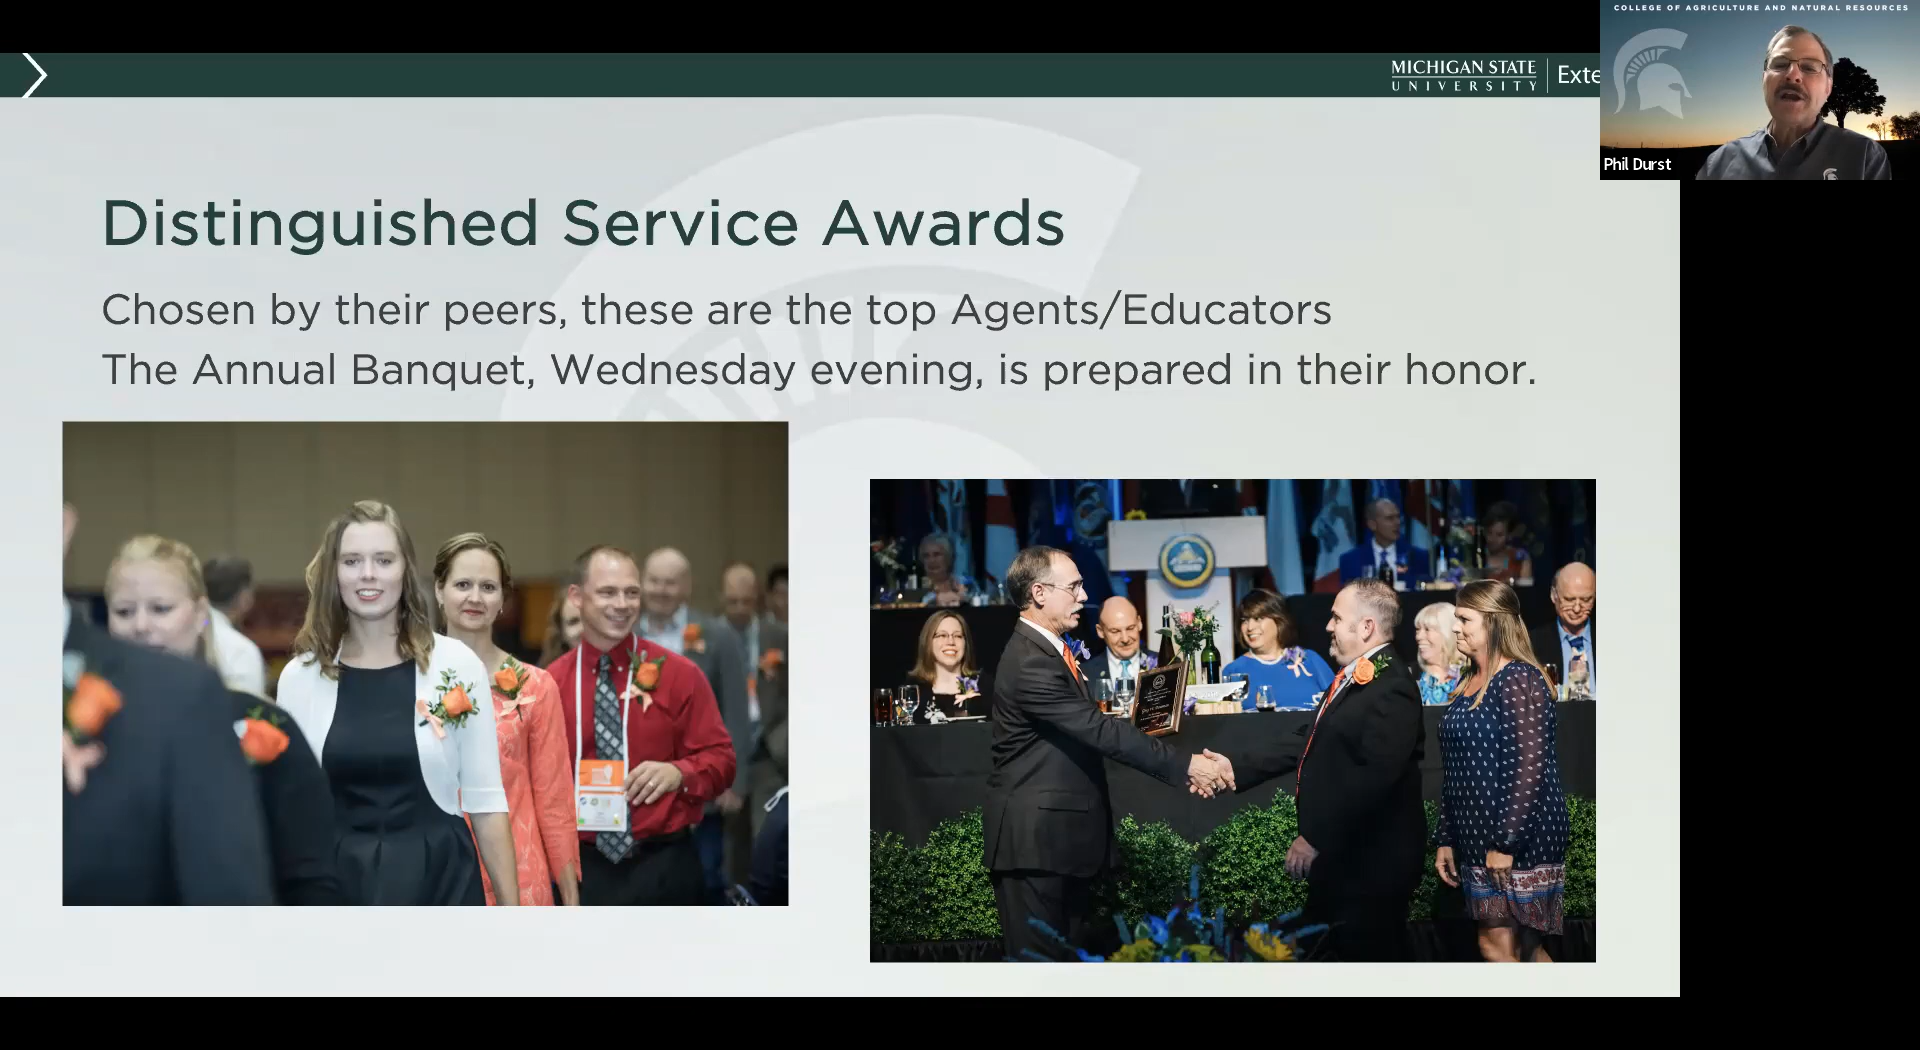 COLLEGE OF AGRICULTURE AND NATURAL RESOURCES
MICHIGAN STATE
UNIVERSITY
Exte
Phil Durst
Distinguished Service Awards
Chosen by their peers, these are the top Agents/Educators
The Annual Banquet, Wednesday evening, is prepared in their honor.